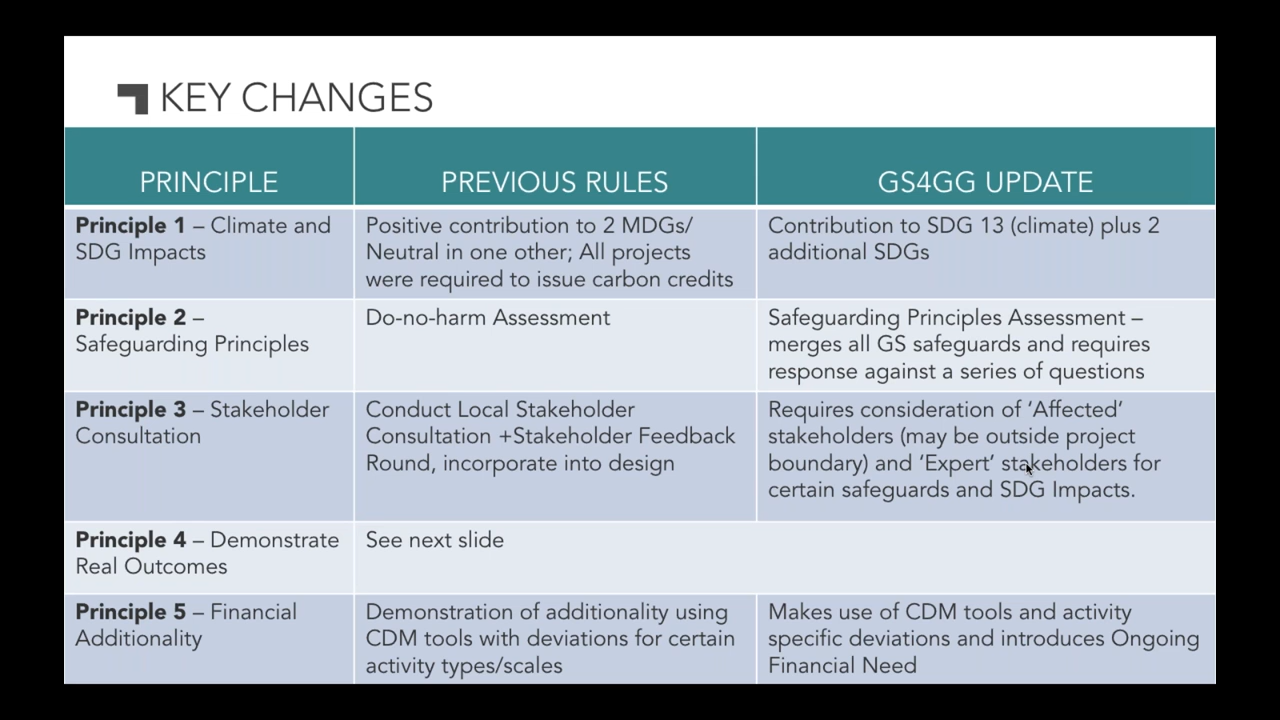 KEY CHANGES
PRINCIPLE
PREVIOUS RULES
GS4GG UPDATE
Principle 1 – Climate and
SDG Impacts
Positive contribution to 2 MDGs/
Neutral in one other; All projects
were required to issue carbon credits
Contribution to SDG 13 (climate) plus 2
additional SDGs
Principle 2 –
Safeguarding Principles
Do-no-harm Assessment
Safeguarding Principles Assessment –
merges all GS safeguards and requires
response against a series of questions
Principle 3 – Stakeholder
Consultation
Conduct Local Stakeholder
Consultation +Stakeholder Feedback
Round, incorporate into design
Requires consideration of ‘Affected’
stakeholders (may be outside project
boundary) and ‘Expert’ stakeholders for
certain safeguards and SDG Impacts.
Principle 4 – Demonstrate
Real Outcomes
See next slide
Principle 5 – Financial
Additionality
Demonstration of additionality using
CDM tools with deviations for certain
activity types/scales
Makes use of CDM tools and activity
specific deviations and introduces Ongoing
Financial Need